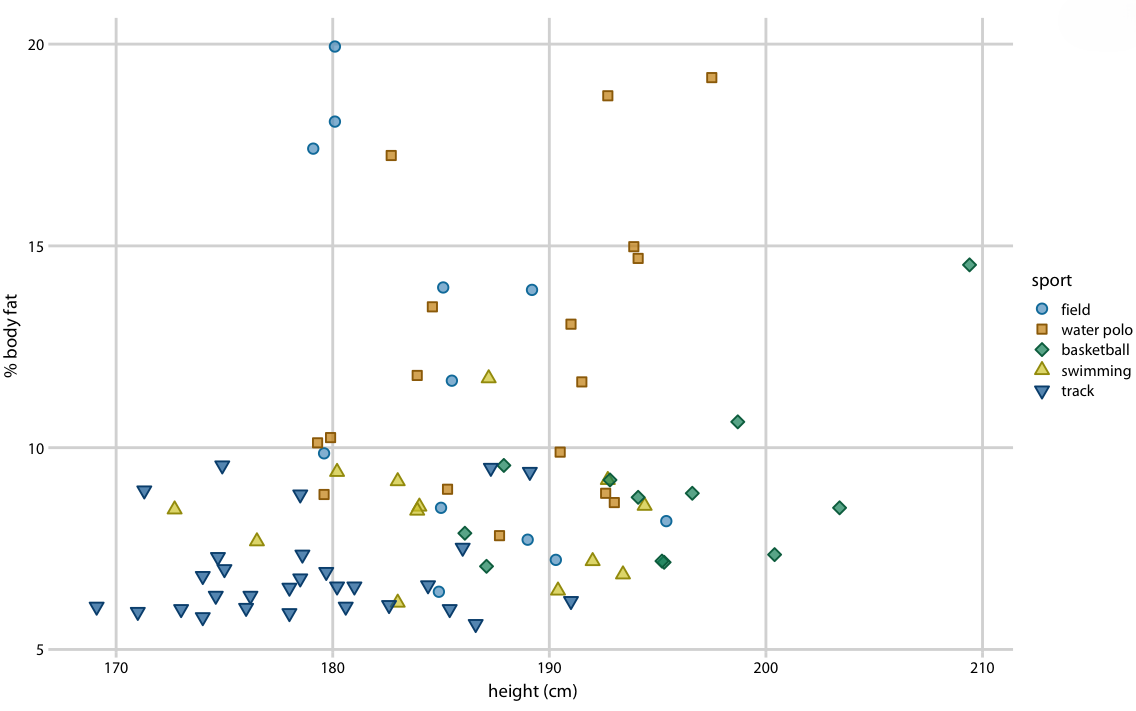 20
15
10
5
% body fat
170
180
190
200
210
height (cm)
sport
field
water polo
basketball
swimming
track